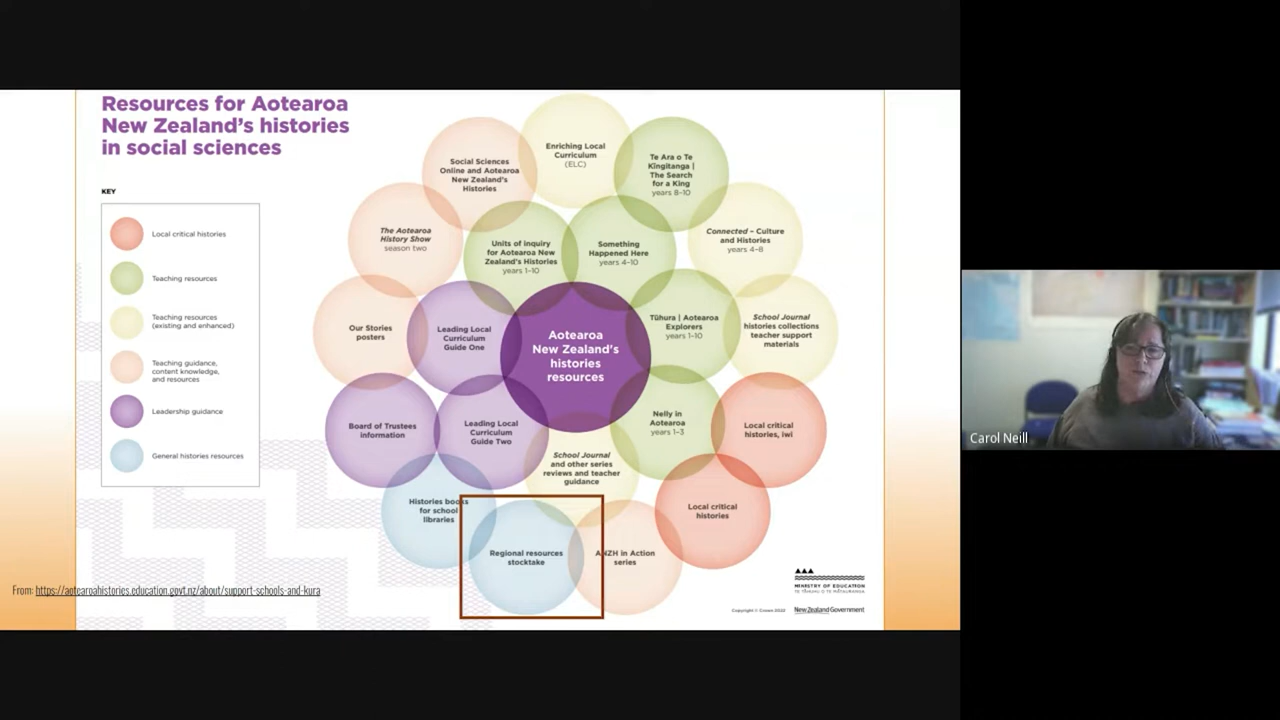 Resources for Aotearoa
New Zealand's histories
in social sciences
KEY
Local critical histories
Teaching resources
Teaching resources
(existing and enhanced)
Teaching guidance,
content knowledge,
and resources
Leadership guidance
General histories resources
Enriching Local
Curriculum
(ELC)
Social Sciences
Online and Aotearoa
New Zealand's
Histories
Te Ara o Te
Kīngitanga |
The Search
for a King
years 8–10
The Aotearoa
History Show
season two
Units of inquiry
for Aotearoa New
Zealand's Histories
years 1–10
Something
Happened Here
years 4–10
Connected – Culture
and Histories
years 4–8
Our Stories
posters
Leading Local
Curriculum
Guide One
Aotearoa
New Zealand's
histories
resources
Tūhura | Aotearoa
Explorers
years 1–10
School Journal
histories collections
teacher support
materials
Board of Trustees
information
Leading Local
Curriculum
Guide Two
Nelly in
Aotearoa
years 1–3
Local critical
histories, iwi
School Journal
and other series
reviews and teacher
guidance
Histories books
for school
libraries
Local critical
histories
Regional resources
stocktake
ANZH in Action
series
From: https://aotearoahistories.education.govt.nz/about/support-schools-and-kura
MINISTRY OF EDUCATION
TE TĀHUHU O TE MĀTAURANGA
Copyright © Crown 2022
New Zealand Government
Carol Neill